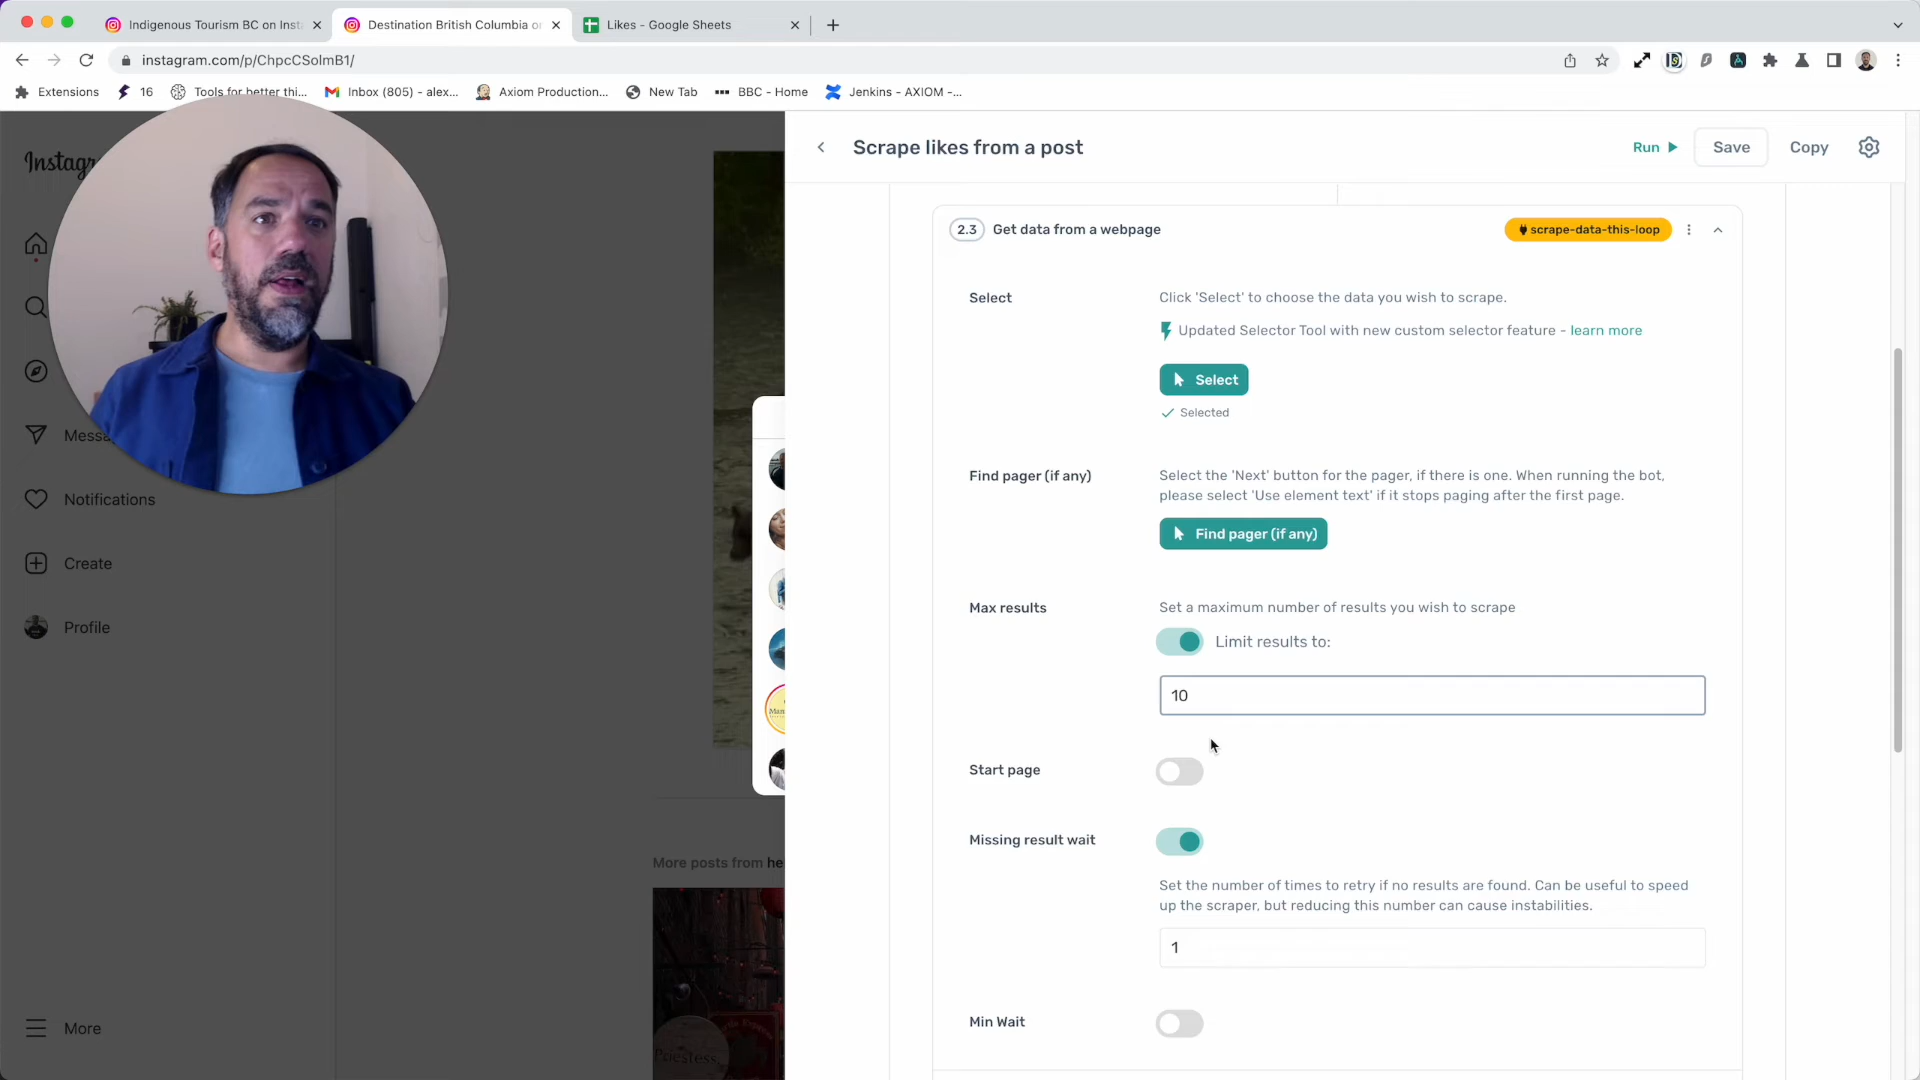 Indigenous Tourism BC on Inst
Destination British Columbia or
Likes - Google Sheets
instagram.com/p/ChpcCSolmB1/
Extensions
16
Tools for better thi...
Inbox (805) - alex...
Axiom Production...
New Tab
BBC - Home
Jenkins - AXIOM -...
Scrape likes from a post
Run
Save
Copy
2.3
Get data from a webpage
scrape-data-this-loop
Select
Click 'Select' to choose the data you wish to scrape.
Updated Selector Tool with new custom selector feature - learn more
Select
Selected
Find pager (if any)
Select the 'Next' button for the pager, if there is one. When running the bot,
please select 'Use element text' if it stops paging after the first page.
Find pager (if any)
Max results
Set a maximum number of results you wish to scrape
Limit results to:
10
Start page
Missing result wait
Set the number of times to retry if no results are found. Can be useful to speed
up the scraper, but reducing this number can cause instabilities.
1
Min Wait
Instag
Messa
Notifications
Create
Profile
More
More posts from he
Priestess